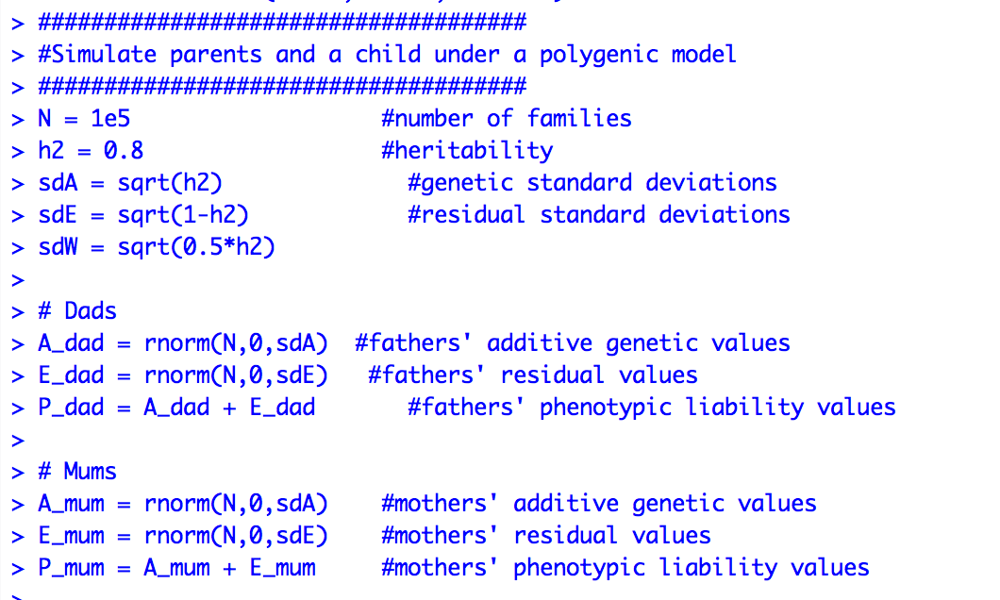 > #####################################
> #Simulate parents and a child under a polygenic model
> #####################################
> N = 1e5 #number of families
> h2 = 0.8 #heritability
> sdA = sqrt(h2) #genetic standard deviations
> sdE = sqrt(1-h2) #residual standard deviations
> sdW = sqrt(0.5*h2)
>
> # Dads
> A_dad = rnorm(N,0,sdA) #fathers' additive genetic values
> E_dad = rnorm(N,0,sdE) #fathers' residual values
> P_dad = A_dad + E_dad #fathers' phenotypic liability values
>
> # Mums
> A_mum = rnorm(N,0,sdA) #mothers' additive genetic values
> E_mum = rnorm(N,0,sdE) #mothers' residual values
> P_mum = A_mum + E_mum #mothers' phenotypic liability values